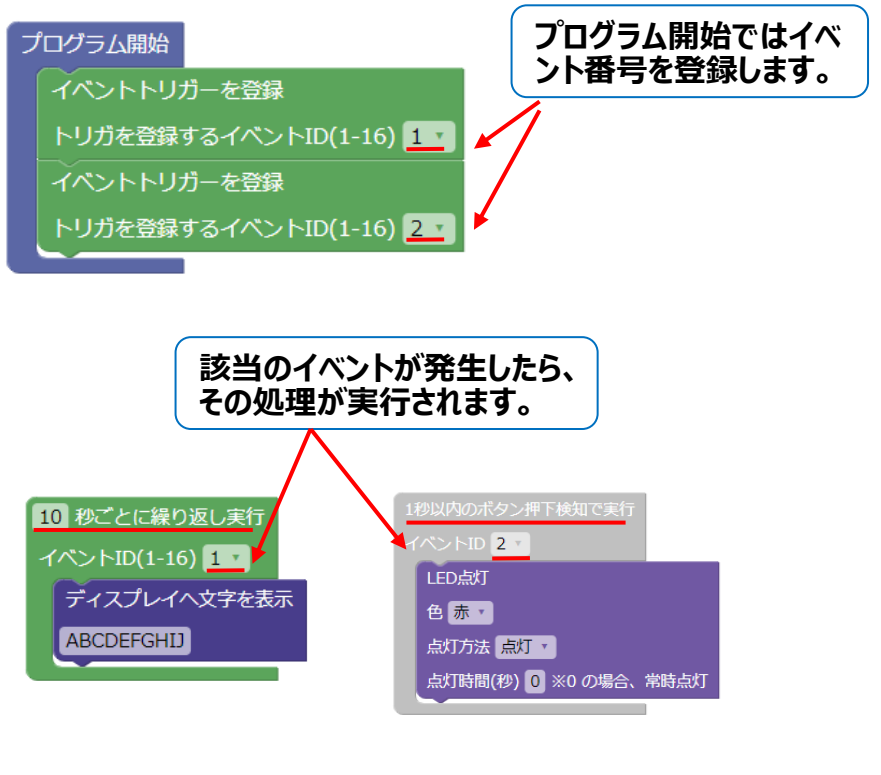 プログラム開始
イベントトリガーを登録
トリガを登録するイベントID(1-16) 1
イベントトリガーを登録
トリガを登録するイベントID(1-16) 2
プログラム開始ではイベ
ント番号を登録します。
該当のイベントが発生したら、
その処理が実行されます。
10 秒ごとに繰り返し実行
イベントID(1-16) 1
ディスプレイへ文字を表示
ABCDEFGHIJ
1秒以内のボタン押下検知で実行
イベントID 2
LED点灯
色 赤
点灯方法 点灯
点灯時間(秒) 0 ※0 の場合、常時点灯